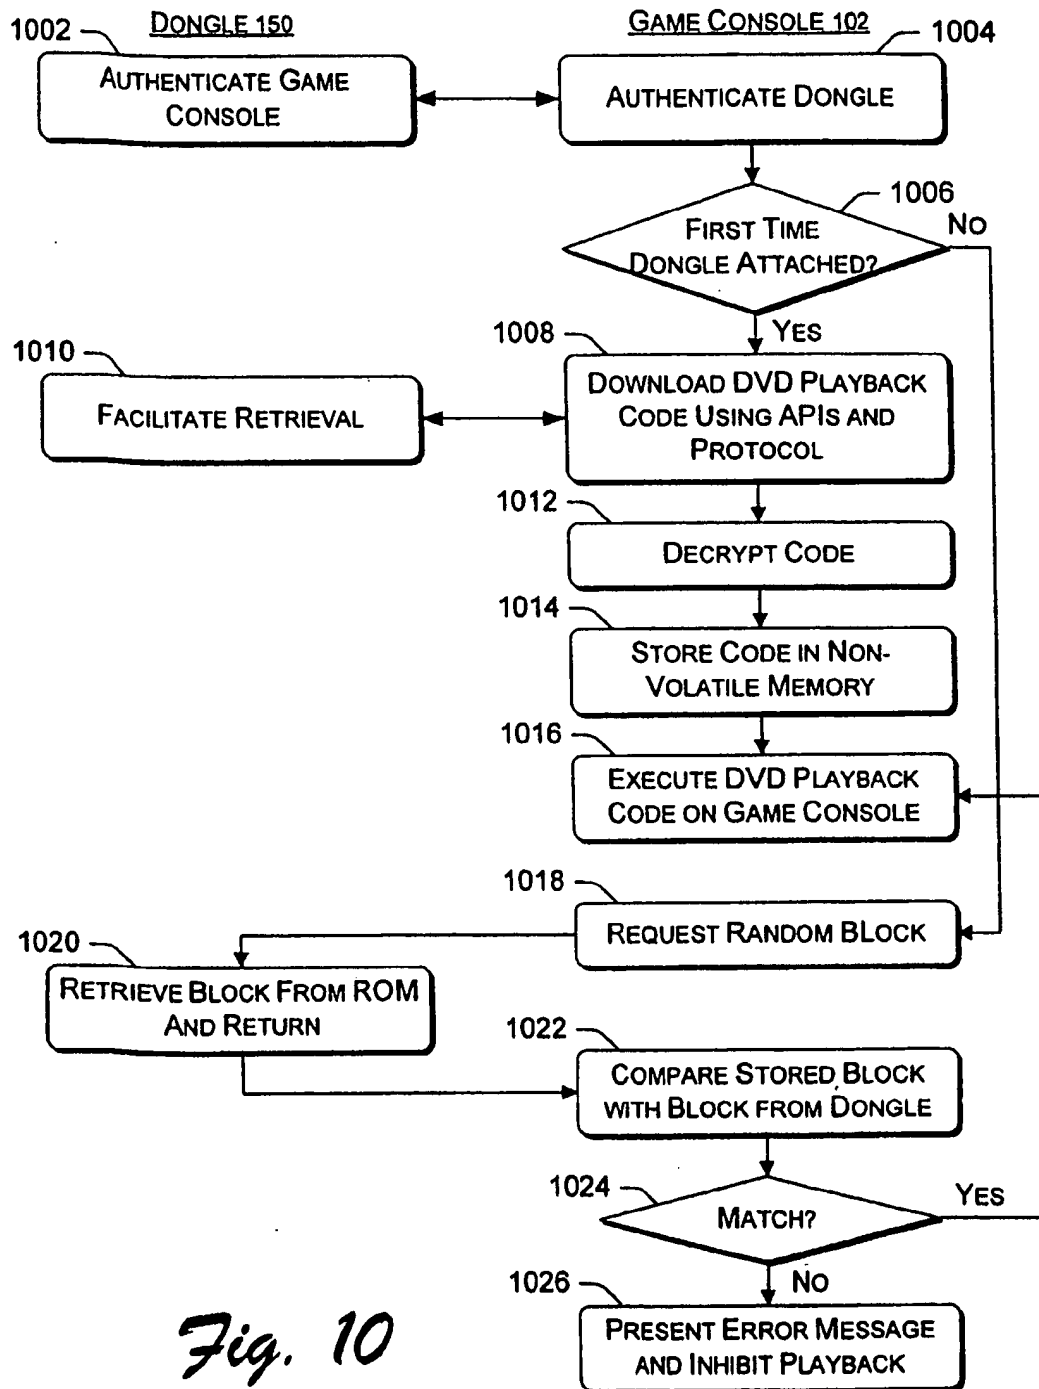 DONGLE 150
GAME CONSOLE 102
1002
1004
AUTHENTICATE GAME
CONSOLE
AUTHENTICATE DONGLE
1006
NO
FIRST TIME
DONGLE ATTACHED?
YES
1008
1010
DOWNLOAD DVD PLAYBACK
CODE USING APIS AND
PROTOCOL
FACILITATE RETRIEVAL
1012
DECRYPT CODE
1014
STORE CODE IN NON-
VOLATILE MEMORY
1016
EXECUTE DVD PLAYBACK
CODE ON GAME CONSOLE
1018
REQUEST RANDOM BLOCK
1020
RETRIEVE BLOCK FROM ROM
AND RETURN
1022
COMPARE STORED BLOCK
WITH BLOCK FROM DONGLE
1024
MATCH?
YES
NO
1026
PRESENT ERROR MESSAGE
AND INHIBIT PLAYBACK
Fig. 10